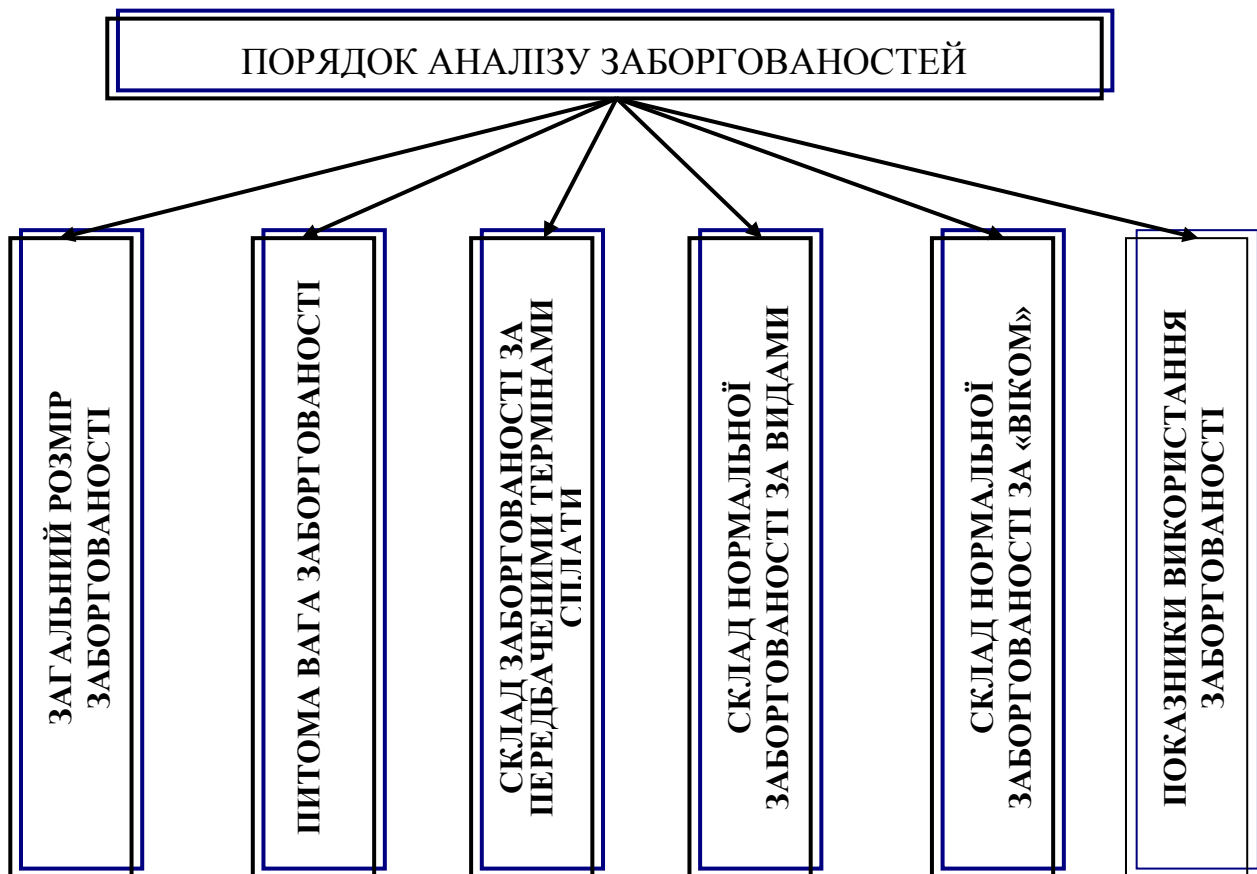 ПОРЯДОК АНАЛІЗУ ЗАБОРГОВАНОСТЕЙ
ЗАГАЛЬНИЙ РОЗМІР
ЗАБОРГОВАНОСТІ
ПИТОМА ВАГА ЗАБОРГОВАНОСТІ
СКЛАД ЗАБОРГОВАНОСТІ ЗА
ПЕРЕДБАЧЕНИМИ ТЕРМІНАМИ
СПЛАТИ
СКЛАД НОРМАЛЬНОЇ
ЗАБОРГОВАНОСТІ ЗА ВИДАМИ
СКЛАД НОРМАЛЬНОЇ
ЗАБОРГОВАНОСТІ ЗА «ВІКОМ»
ПОКАЗНИКИ ВИКОРИСТАННЯ
ЗАБОРГОВАНОСТІ